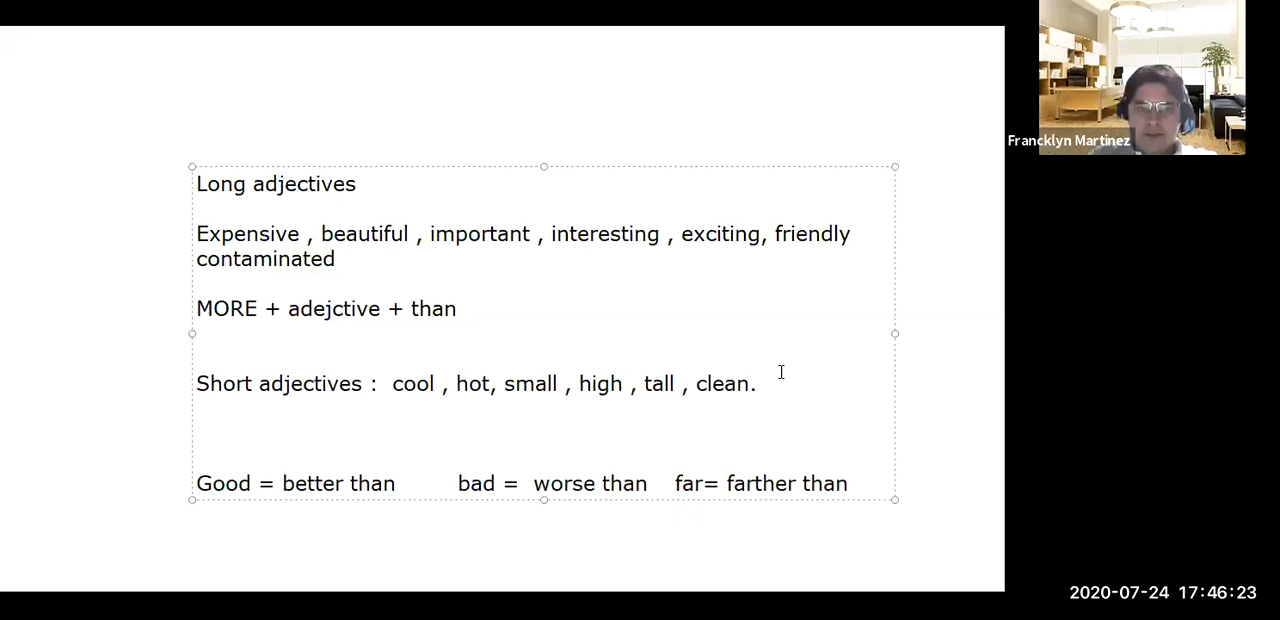 Long adjectives
Expensive , beautiful , important , interesting , exciting, friendly
contaminated
MORE + adejctive + than
Short adjectives :  cool , hot, small , high , tall , clean.
Good = better than bad =  worse than far= farther than
Francklyn Martinez
2020-07-24 17:46:23